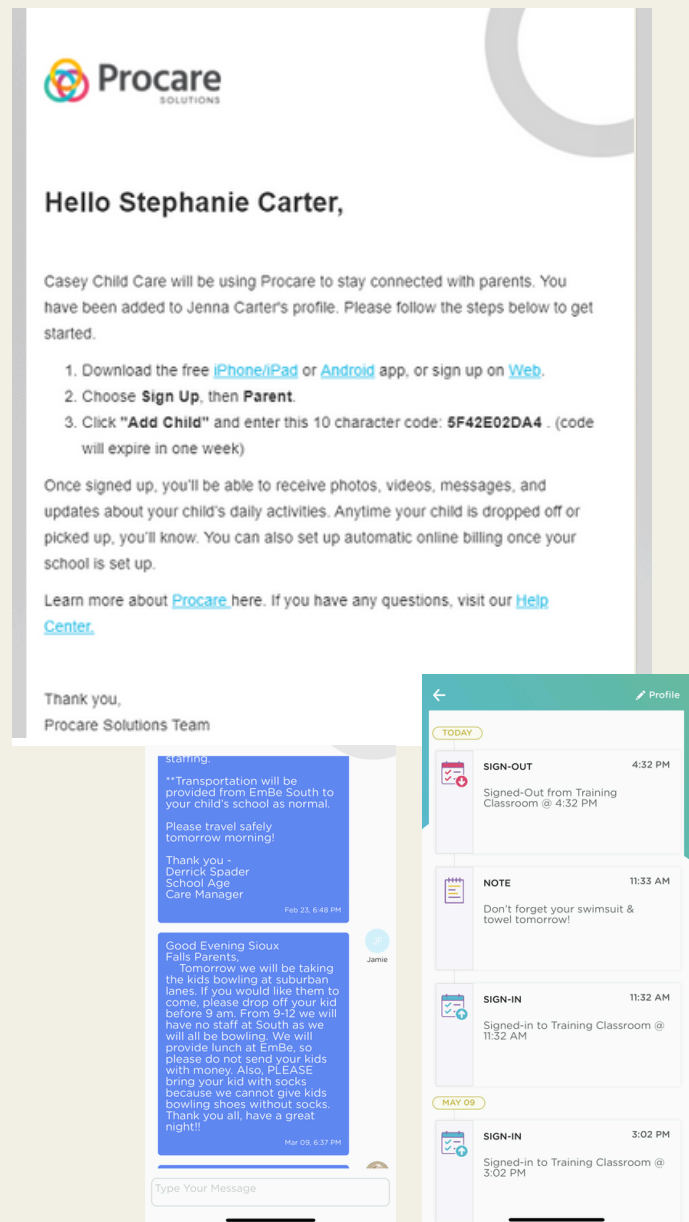 Procare
SOLUTIONS
Hello Stephanie Carter,
Casey Child Care will be using Procare to stay connected with parents. You
have been added to Jenna Carter's profile. Please follow the steps below to get
started.
1. Download the free iPhone/iPad or Android app, or sign up on Web.
2. Choose Sign Up, then Parent.
3. Click "Add Child" and enter this 10 character code: 5F42E02DA4 . (code
will expire in one week)
Once signed up, you'll be able to receive photos, videos, messages, and
updates about your child's daily activities. Anytime your child is dropped off or
picked up, you'll know. You can also set up automatic online billing once your
school is set up.
Learn more about Procare here. If you have any questions, visit our Help
Center.
Thank you,
Procare Solutions Team
staffing.
**Transportation will be
provided from EmBe South to
your child's school as normal.
Please travel safely
tomorrow morning!
Thank you -
Derrick Spader
School Age
Care Manager
Feb 23, 6:48 PM
Good Evening Sioux
Falls Parents,
Tomorrow we will be taking
the kids bowling at suburban
lanes. If you would like them to
come, please drop off your kid
before 9 am. From 9-12 we will
have no staff at South as we
will all be bowling. We will
provide lunch at EmBe, so
please do not send your kids
with money. Also, PLEASE
bring your kid with socks
because we cannot give kids
bowling shoes without socks.
Thank you all, have a great
night!!
Mar 09, 6:37 PM
JF
Jamie
Type Your Message
Profile
TODAY
SIGN-OUT 4:32 PM
Signed-Out from Training
Classroom @ 4:32 PM
NOTE 11:33 AM
Don't forget your swimsuit &
towel tomorrow!
SIGN-IN 11:32 AM
Signed-in to Training Classroom @
11:32 AM
MAY 09
SIGN-IN 3:02 PM
Signed-in to Training Classroom @
3:02 PM